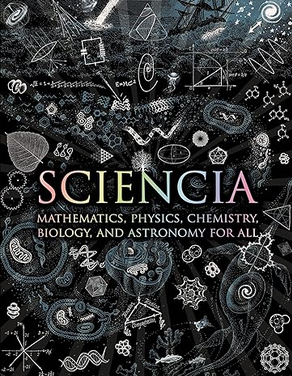 SCIENCIA
MATHEMATICS, PHYSICS, CHEMISTRY,
BIOLOGY, AND ASTRONOMY FOR ALL